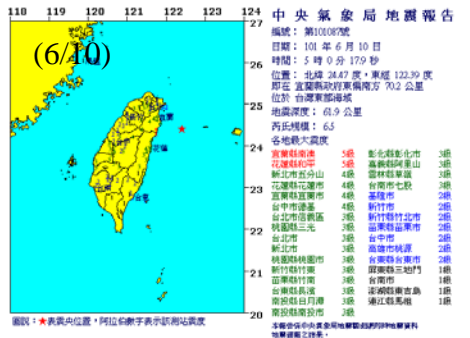 118 119 120 121 122 123 124
27
26
25
24
23
22
21
20
(6/10)
宜蘭
花蓮
台東
圖說：★表震央位置，阿拉伯數字表示該測站震度
中央氣象局地震報告
編號：第101087號
日期：101年6月10日
時間：5時0分17.9秒
位置：北緯 24.47 度，東經 122.39 度
即在 宜蘭縣政府東偏南方 70.2 公里
位於 台灣東部海域
地震深度：61.9 公里
芮氏規模：6.5
各地最大震度
宜蘭縣南澳 5級 彰化縣彰化市 3級
花蓮縣和平 5級 嘉義縣阿里山 3級
新北市五分山 4級 雲林縣草嶺 3級
花蓮縣花蓮市 4級 台南市七股 3級
宜蘭縣宜蘭市 4級 基隆市 2級
台中市德基 4級 新竹市 2級
台北市信義區 3級 新竹縣竹北市 2級
桃園縣三光 3級 苗栗縣苗栗市 2級
台北市 3級 台中市 2級
新北市 3級 高雄市桃源 2級
桃園縣桃園市 3級 台東縣台東市 2級
新竹縣竹東 3級 屏東縣三地門 1級
苗栗縣竹南 3級 台南市 1級
台東縣長濱 3級 澎湖縣東吉島 1級
南投縣日月潭 3級 連江縣馬祖 1級
南投縣南投市 3級
本報告係中央氣象局地震觀測網即時地震資料
地震速報之結果。